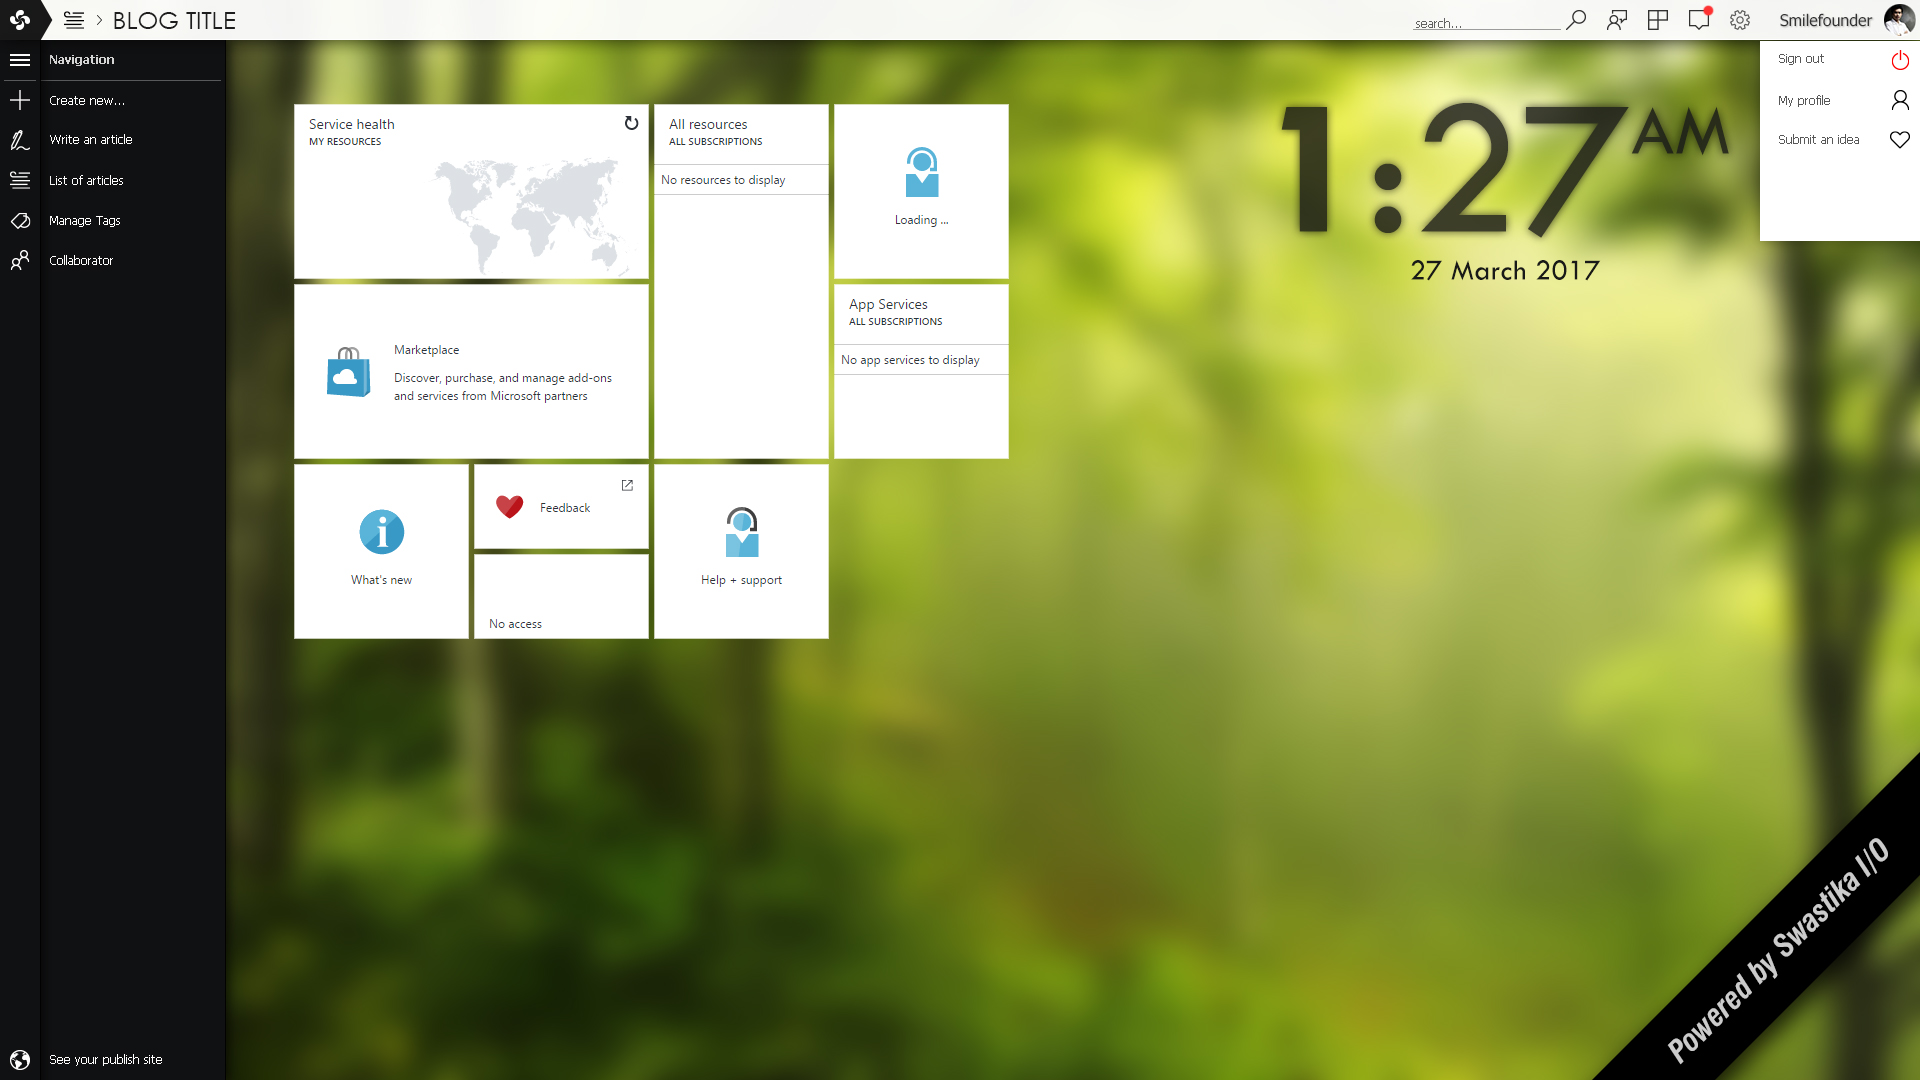 BLOG TITLE
search...
Smilefounder
Navigation
Create new...
Write an article
List of articles
Manage Tags
Collaborator
See your publish site
Service health
MY RESOURCES
All resources
ALL SUBSCRIPTIONS
No resources to display
Loading ...
Marketplace
Discover, purchase, and manage add-ons
and services from Microsoft partners
App Services
ALL SUBSCRIPTIONS
No app services to display
What's new
Feedback
No access
Help + support
1:27 AM
27 March 2017
Sign out
My profile
Submit an idea
Powered by Swastika I/O